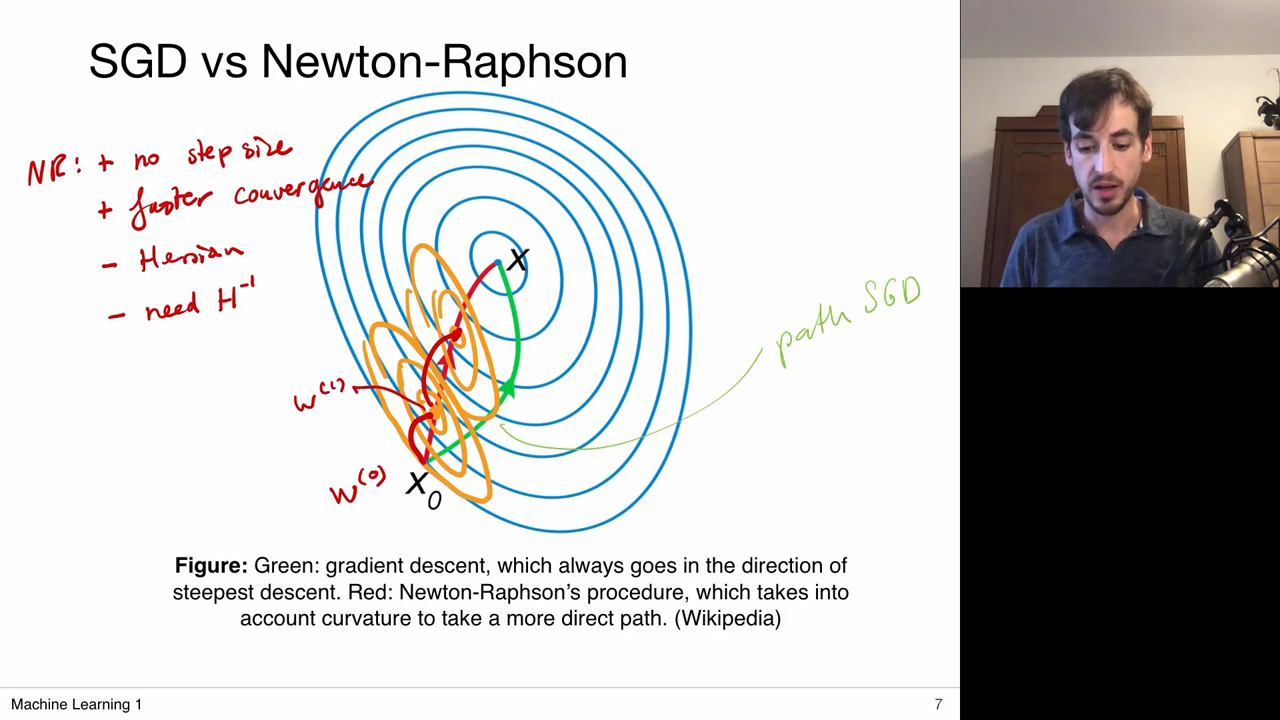 SGD vs Newton-Raphson
NR: + no step size
+ faster convergence
- Hessian
- need H⁻¹
x
path SGD
w⁽¹⁾
w⁽⁰⁾
x₀
Figure: Green: gradient descent, which always goes in the direction of
steepest descent. Red: Newton-Raphson's procedure, which takes into
account curvature to take a more direct path. (Wikipedia)
Machine Learning 1
7